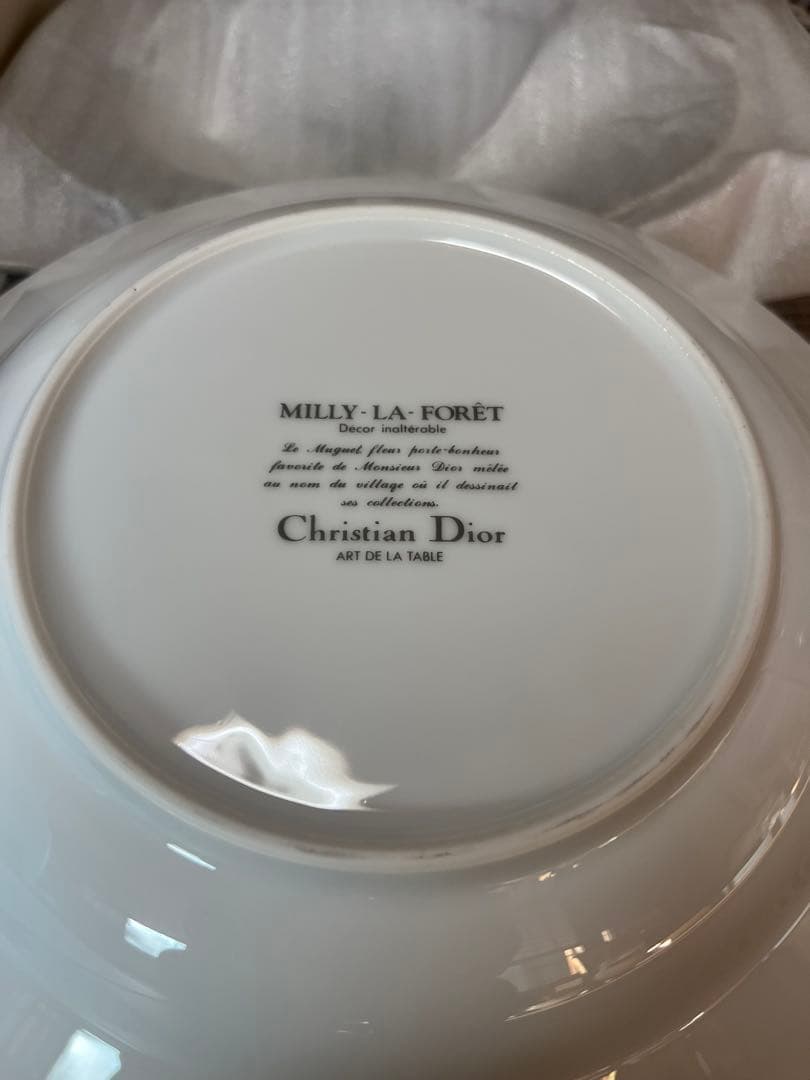 MILLY-LA-FORÊT
Décor inaltérable
Le Muguet, fleur porte-bonheur
favorite de Monsieur Dior mêlée
au nom du village où il dessinait
ses collections.
Christian Dior
ART DE LA TABLE